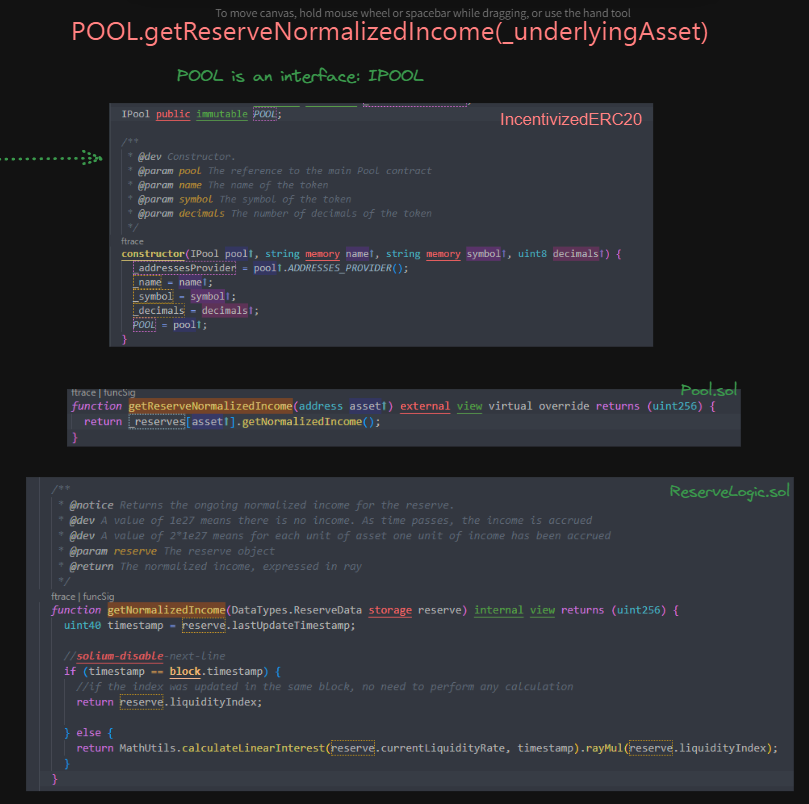 To move canvas, hold mouse wheel or spacebar while dragging, or use the hand tool
POOL.getReserveNormalizedIncome(_underlyingAsset)
POOL is an interface: IPOOL
IPool public immutable POOL;
IncentivizedERC20
/**
* @dev Constructor.
* @param pool The reference to the main Pool contract
* @param name The name of the token
* @param symbol The symbol of the token
* @param decimals The number of decimals of the token
*/
ftrace
constructor(IPool pool↑, string memory name↑, string memory symbol↑, uint8 decimals↑) {
_addressesProvider = pool↑.ADDRESSES_PROVIDER();
_name = name↑;
_symbol = symbol↑;
_decimals = decimals↑;
POOL = pool↑;
}
Pool.sol
ftrace | funcSig
function getReserveNormalizedIncome(address asset↑) external view virtual override returns (uint256) {
return _reserves[asset↑].getNormalizedIncome();
}
/**
ReserveLogic.sol
* @notice Returns the ongoing normalized income for the reserve.
* @dev A value of 1e27 means there is no income. As time passes, the income is accrued
* @dev A value of 2*1e27 means for each unit of asset one unit of income has been accrued
* @param reserve The reserve object
* @return The normalized income, expressed in ray
*/
ftrace | funcSig
function getNormalizedIncome(DataTypes.ReserveData storage reserve) internal view returns (uint256) {
uint40 timestamp = reserve.lastUpdateTimestamp;
//solium-disable-next-line
if (timestamp == block.timestamp) {
//if the index was updated in the same block, no need to perform any calculation
return reserve.liquidityIndex;
} else {
return MathUtils.calculateLinearInterest(reserve.currentLiquidityRate, timestamp).rayMul(reserve.liquidityIndex);
}
}